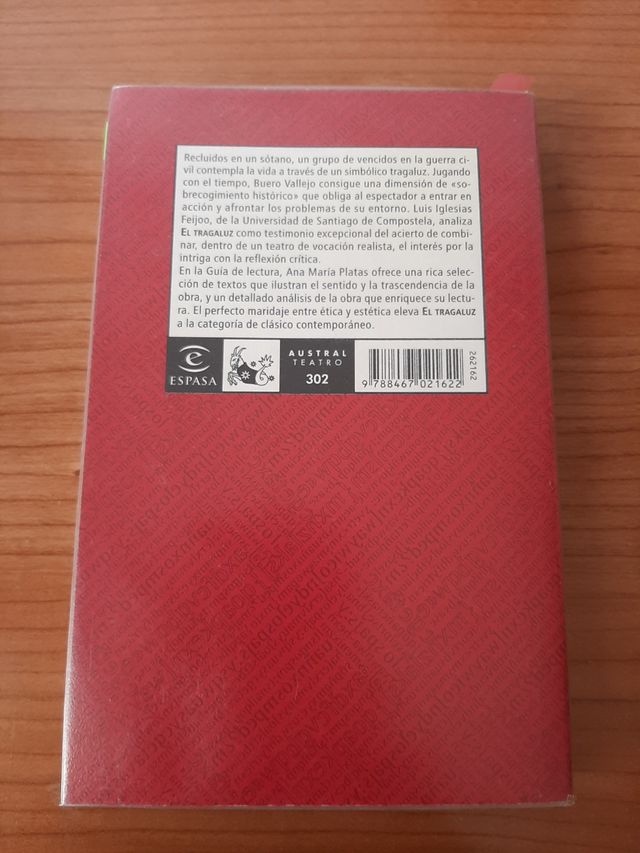 Recluidos en un sótano, un grupo de vencidos en la guerra ci-
vil contempla la vida a través de un simbólico tragaluz. Jugando
con el tiempo, Buero Vallejo consigue una dimensión de «so-
brecogimiento histórico» que obliga al espectador a entrar en
acción y afrontar los problemas de su entorno. Luis Iglesias
Feijoo, de la Universidad de Santiago de Compostela, analiza
EL TRAGALUZ como testimonio excepcional del acierto de combi-
nar, dentro de un teatro de vocación realista, el interés por la
intriga con la reflexión crítica.
En la Guía de lectura, Ana María Platas ofrece una rica selec-
ción de textos que ilustran el sentido y la trascendencia de la
obra, y un detallado análisis de la obra que enriquece su lectu-
ra. El perfecto maridaje entre ética y estética eleva EL TRAGALUZ
a la categoría de clásico contemporáneo.
e
ESPASA
AUSTRAL
TEATRO
302
9 788467 021622
262162